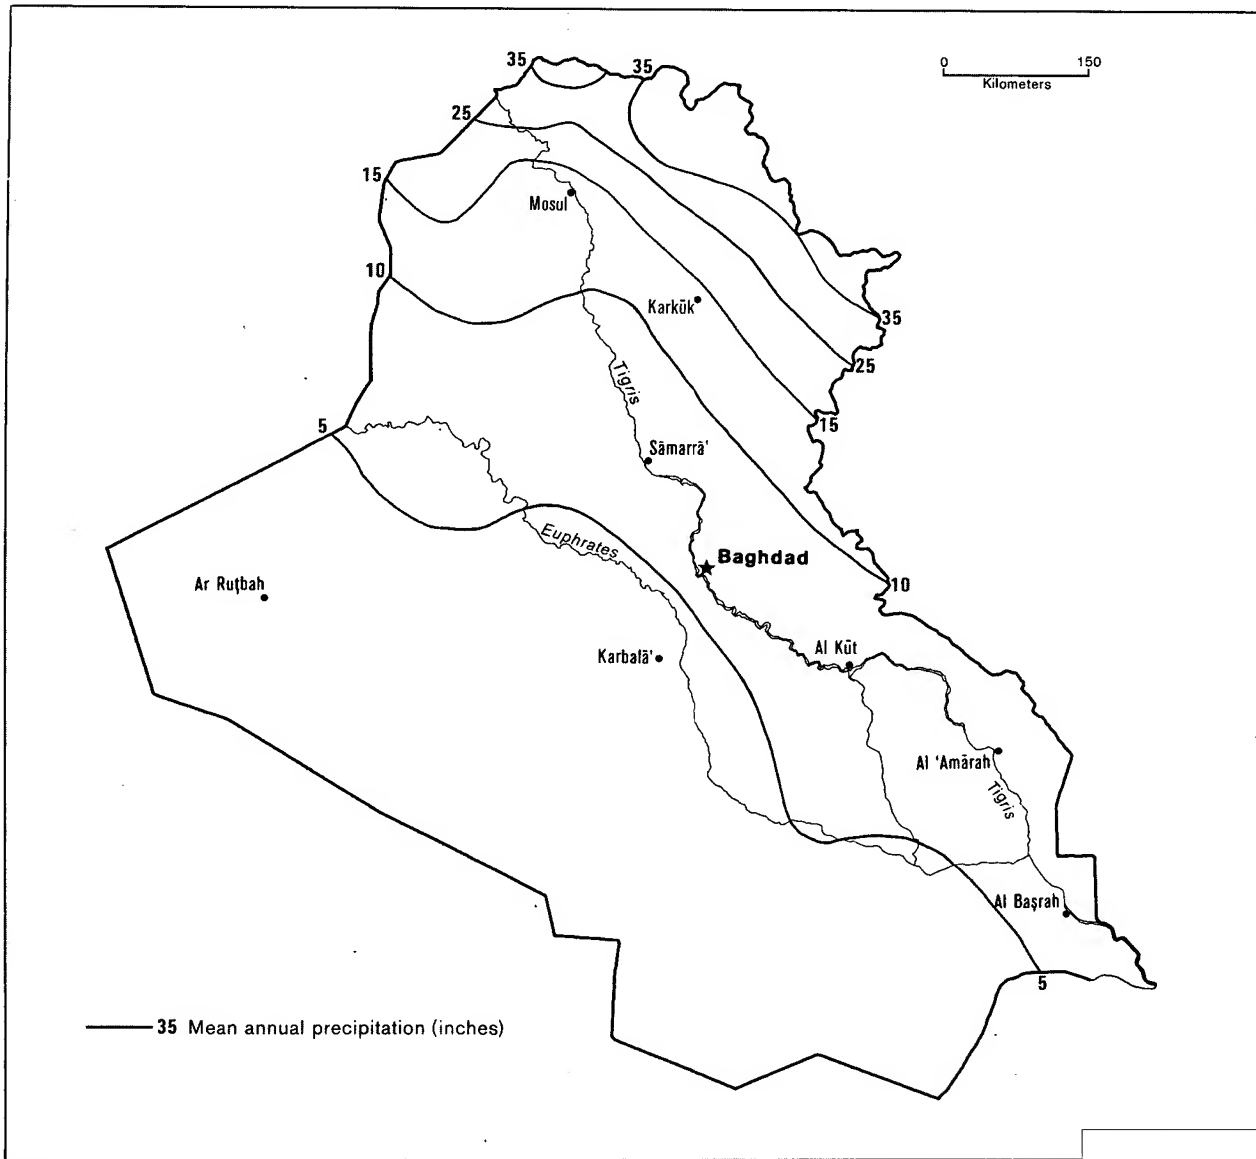 35
35
0 150
Kilometers
25
15
Mosul
10
Karkūk
35
25
Tigris
15
5
Sāmarrā'
Euphrates
Baghdad
Ar Ruţbah
10
Al Kūt
Karbalā'
Al 'Amārah
Tigris
Al Başrah
5
35 Mean annual precipitation (inches)